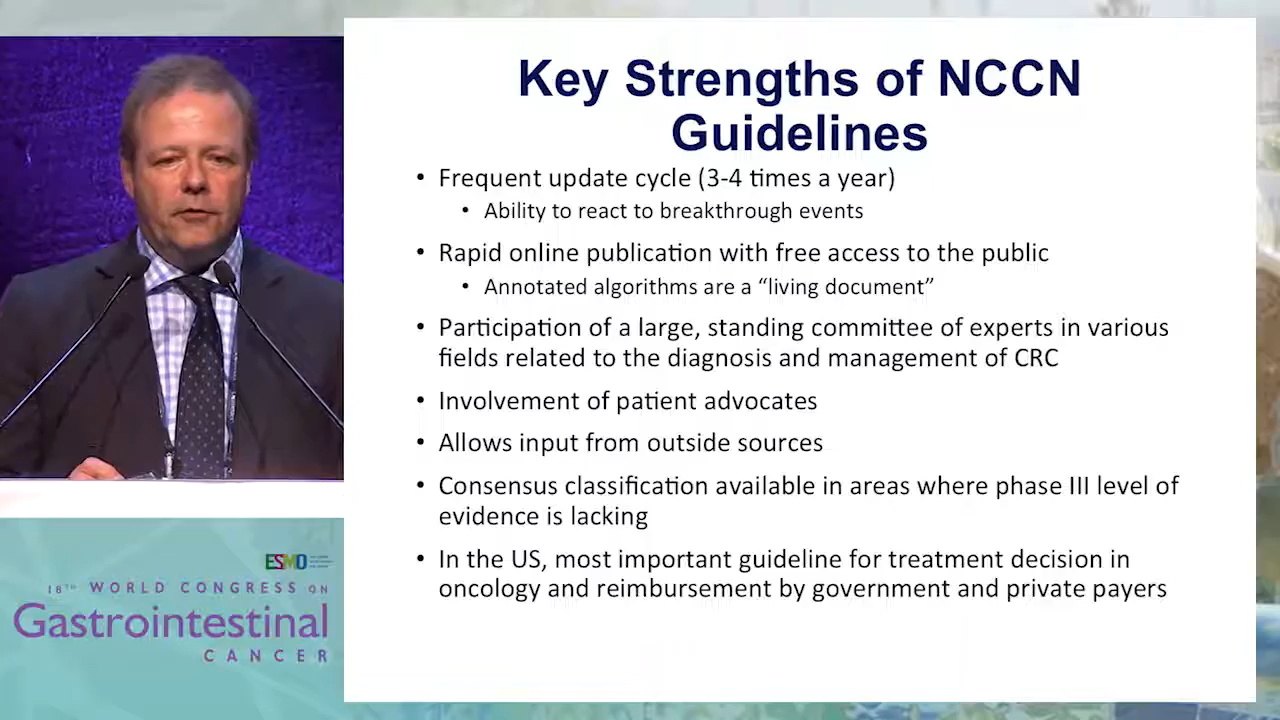 Key Strengths of NCCN
Guidelines
• Frequent update cycle (3-4 times a year)
• Ability to react to breakthrough events
• Rapid online publication with free access to the public
• Annotated algorithms are a “living document”
• Participation of a large, standing committee of experts in various
fields related to the diagnosis and management of CRC
• Involvement of patient advocates
• Allows input from outside sources
• Consensus classification available in areas where phase III level of
evidence is lacking
• In the US, most important guideline for treatment decision in
oncology and reimbursement by government and private payers
ESMO
18TH WORLD CONGRESS ON
Gastrointestinal
CANCER